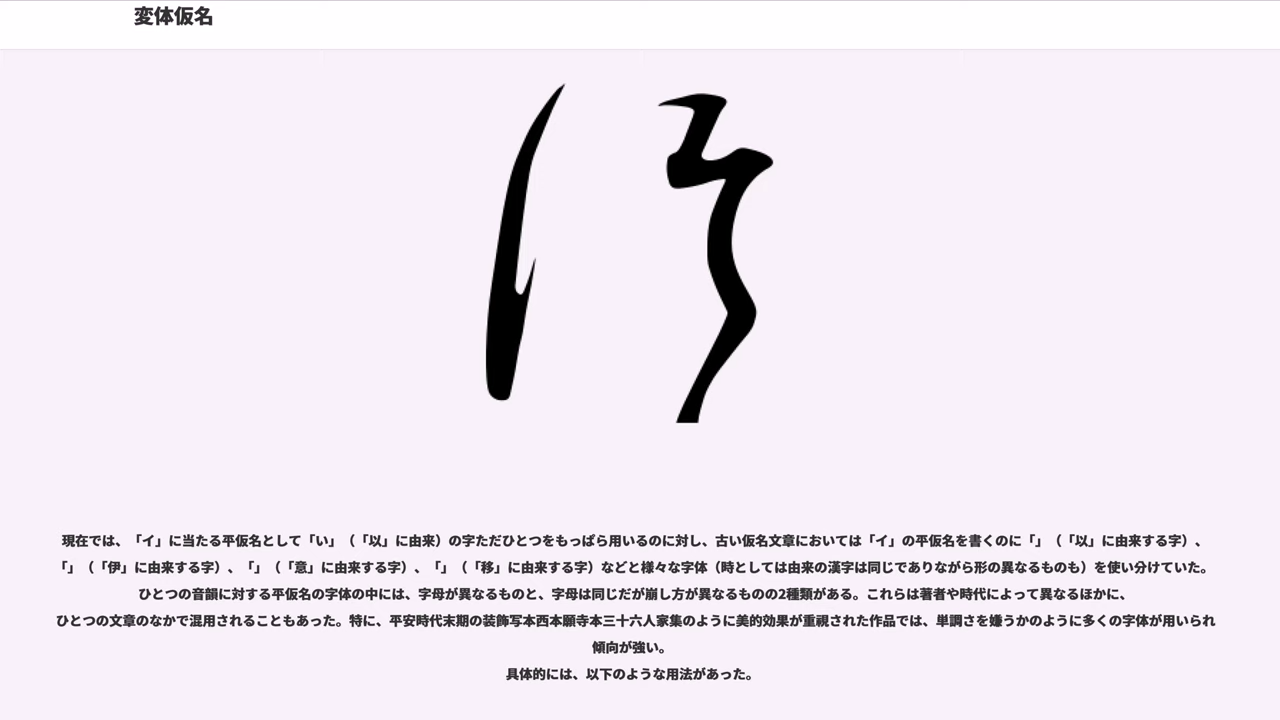 変体仮名
現在では、「イ」に当たる平仮名として「い」（「以」に由来）の字ただひとつをもっぱら用いるのに対し、古い仮名文章においては「イ」の平仮名を書くのに「」（「以」に由来する字）、
「」（「伊」に由来する字）、「」（「意」に由来する字）、「」（「移」に由来する字）などと様々な字体（時としては由来の漢字は同じでありながら形の異なるものも）を使い分けていた。
ひとつの音韻に対する平仮名の字体の中には、字母が異なるものと、字母は同じだが崩し方が異なるものの2種類がある。これらは著者や時代によって異なるほかに、
ひとつの文章のなかで混用されることもあった。特に、平安時代末期の装飾写本西本願寺本三十六人家集のように美的効果が重視された作品では、単調さを嫌うかのように多くの字体が用いられ
傾向が強い。
具体的には、以下のような用法があった。